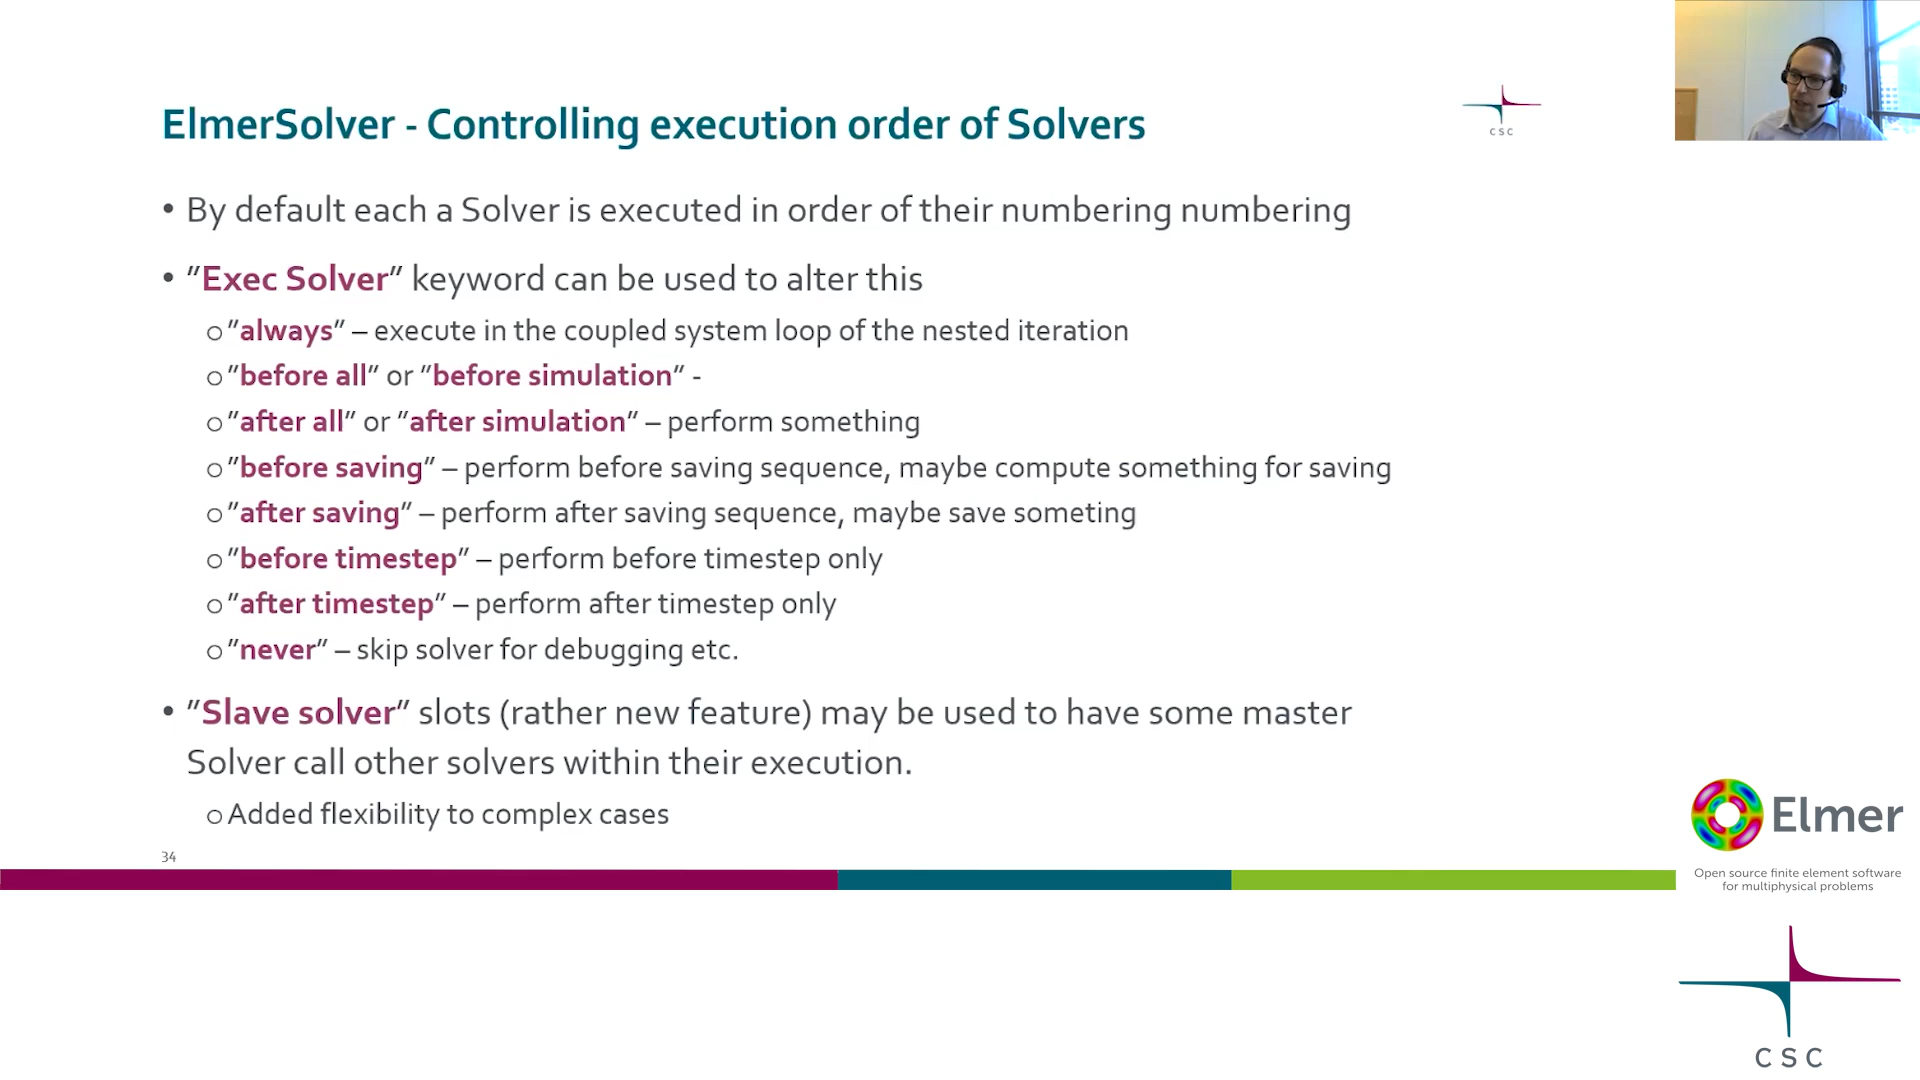 ElmerSolver - Controlling execution order of Solvers
CSC
• By default each a Solver is executed in order of their numbering numbering
• ”Exec Solver” keyword can be used to alter this
o ”always” – execute in the coupled system loop of the nested iteration
o ”before all” or ”before simulation” -
o ”after all” or ”after simulation” – perform something
o ”before saving” – perform before saving sequence, maybe compute something for saving
o ”after saving” – perform after saving sequence, maybe save someting
o ”before timestep” – perform before timestep only
o ”after timestep” – perform after timestep only
o ”never” – skip solver for debugging etc.
• ”Slave solver” slots (rather new feature) may be used to have some master
Solver call other solvers within their execution.
o Added flexibility to complex cases
34
Elmer
Open source finite element software
for multiphysical problems
CSC